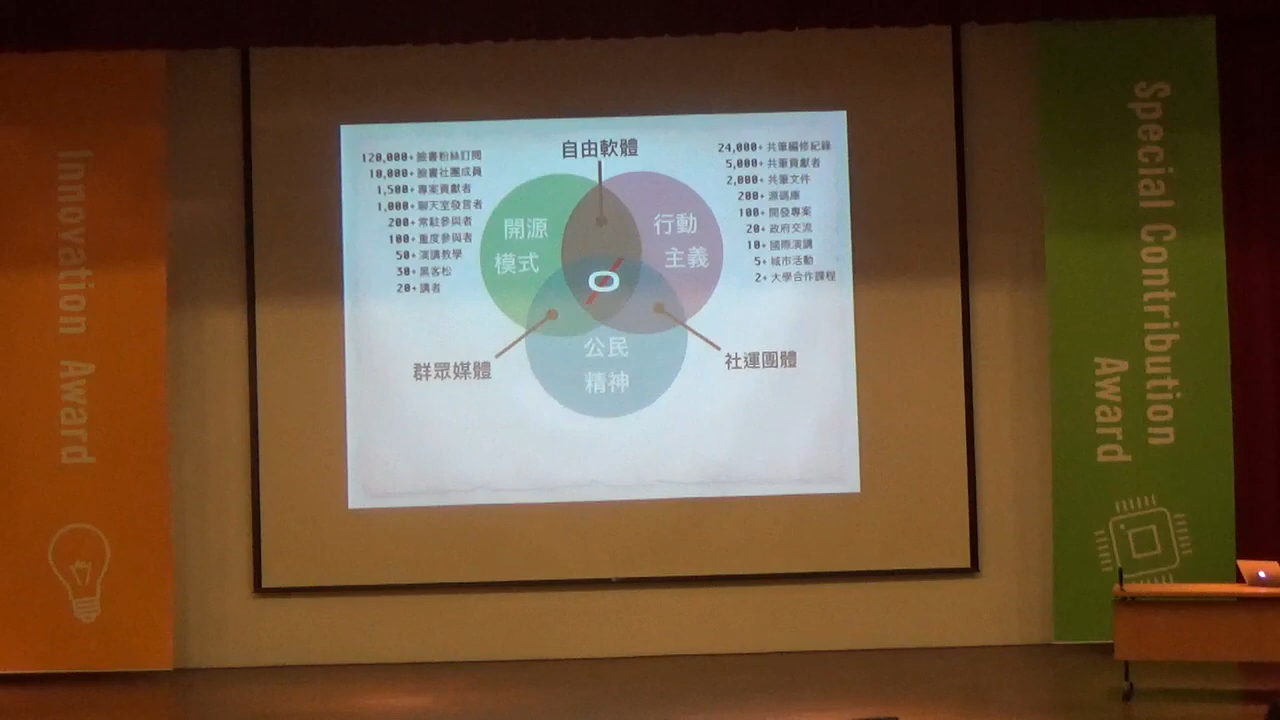 Innovation Award
自由軟體
120,000+ 臉書粉絲訂閱
10,000+ 臉書社團成員
1,500+ 專案貢獻者
1,000+ 聊天室發言者
200+ 常駐參與者
100+ 重度參與者
50+ 演講教學
30+ 黑客松
20+ 講者
24,000+ 共筆編修紀錄
5,000+ 共筆貢獻者
2,000+ 共筆文件
200+ 源碼庫
100+ 開發專案
20+ 政府交流
10+ 國際演講
5+ 城市活動
2+ 大學合作課程
開源
模式
行動
主義
0
公民
精神
群眾媒體
社運團體
Special Contribution
Award